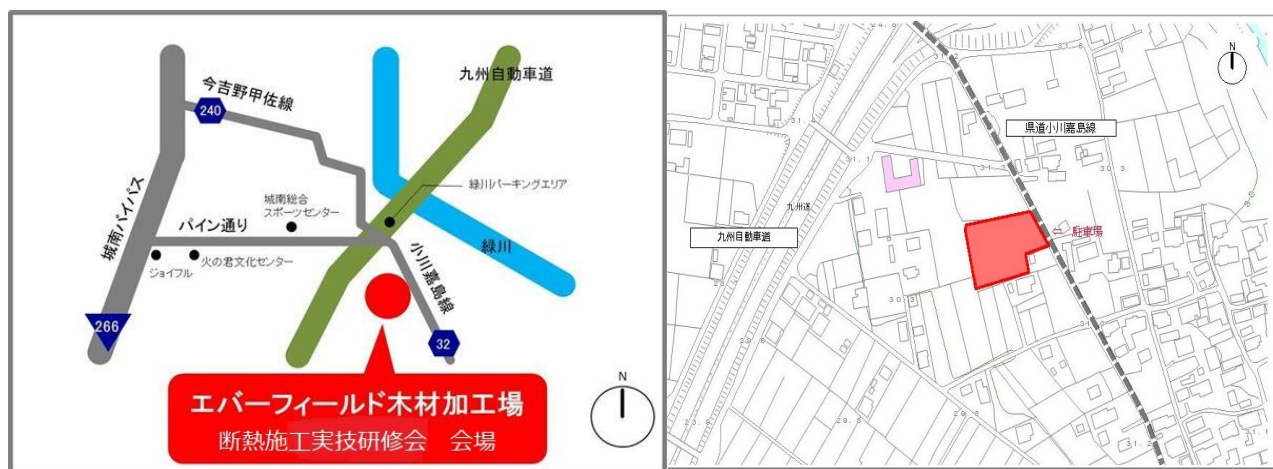 今吉野甲佐線
240
九州自動車道
緑川パーキングエリア
城南総合
スポーツセンター
パイン通り
城南バイパス
ジョイフル
火の君文化センター
緑川
小川嘉島線
266
32
エバーフィールド木材加工場
断熱施工実技研修会 会場
N
N
県道小川嘉島線
九州自動車道
九州道
⇦ 駐車場
31.1
30.3